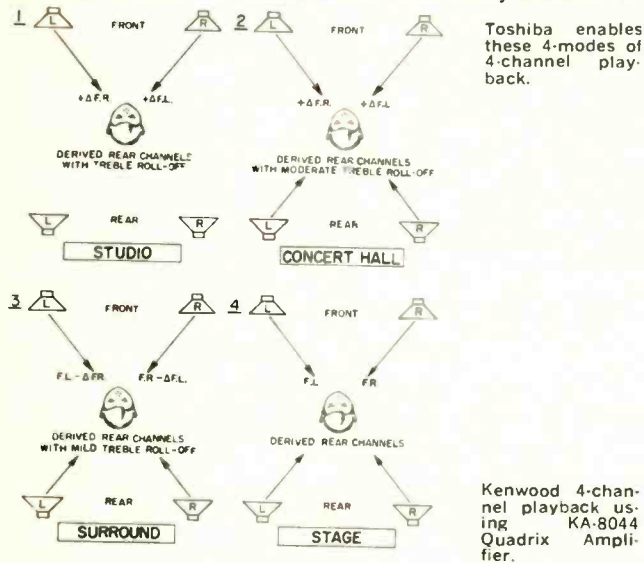 1 L FRONT R
2 L FRONT R
Toshiba enables
these 4-modes of
4-channel play-
back.
+ΔF.R. +ΔF.L.
DERIVED REAR CHANNELS
WITH TREBLE ROLL-OFF
L REAR R
STUDIO
+ΔF.R. +ΔF.L
DERIVED REAR CHANNELS
WITH MODERATE TREBLE ROLL-OFF
L REAR R
CONCERT HALL
3 L FRONT R
F.L-ΔFR. F.R-ΔF.L.
DERIVED REAR CHANNELS
WITH MILD TREBLE ROLL-OFF
L REAR R
SURROUND
4 L FRONT R
F.L F.R
DERIVED REAR CHANNELS
L REAR R
STAGE
Kenwood 4-chan-
nel playback us-
ing KA-8044
Quadrix Ampli-
fier.